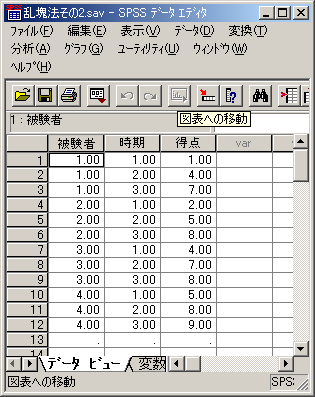 乱塊法その2.sav - SPSS データ エディタ
ファイル(F) 編集(E) 表示(V) データ(D) 変換(T)
分析(A) グラフ(G) ユーティリティ(U) ウィンドウ(W)
ヘルプ(H)
1 : 被験者
図表への移動
被験者 時期 得点 var
1 1.00 1.00 1.00
2 1.00 2.00 4.00
3 1.00 3.00 7.00
4 2.00 1.00 2.00
5 2.00 2.00 5.00
6 2.00 3.00 8.00
7 3.00 1.00 4.00
8 3.00 2.00 7.00
9 3.00 3.00 8.00
10 4.00 1.00 5.00
11 4.00 2.00 8.00
12 4.00 3.00 9.00
13 . . .
14
データ ビュー 変数
図表への移動 SPS